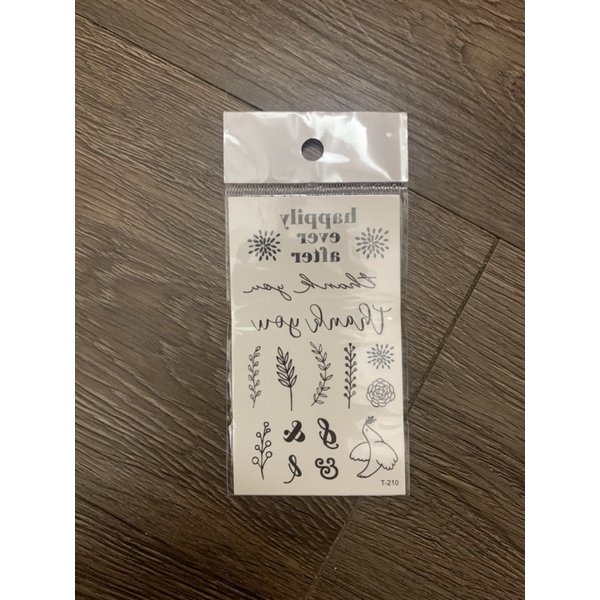 happily
ever
after
thank you
Thank you
& &
& &
T-210